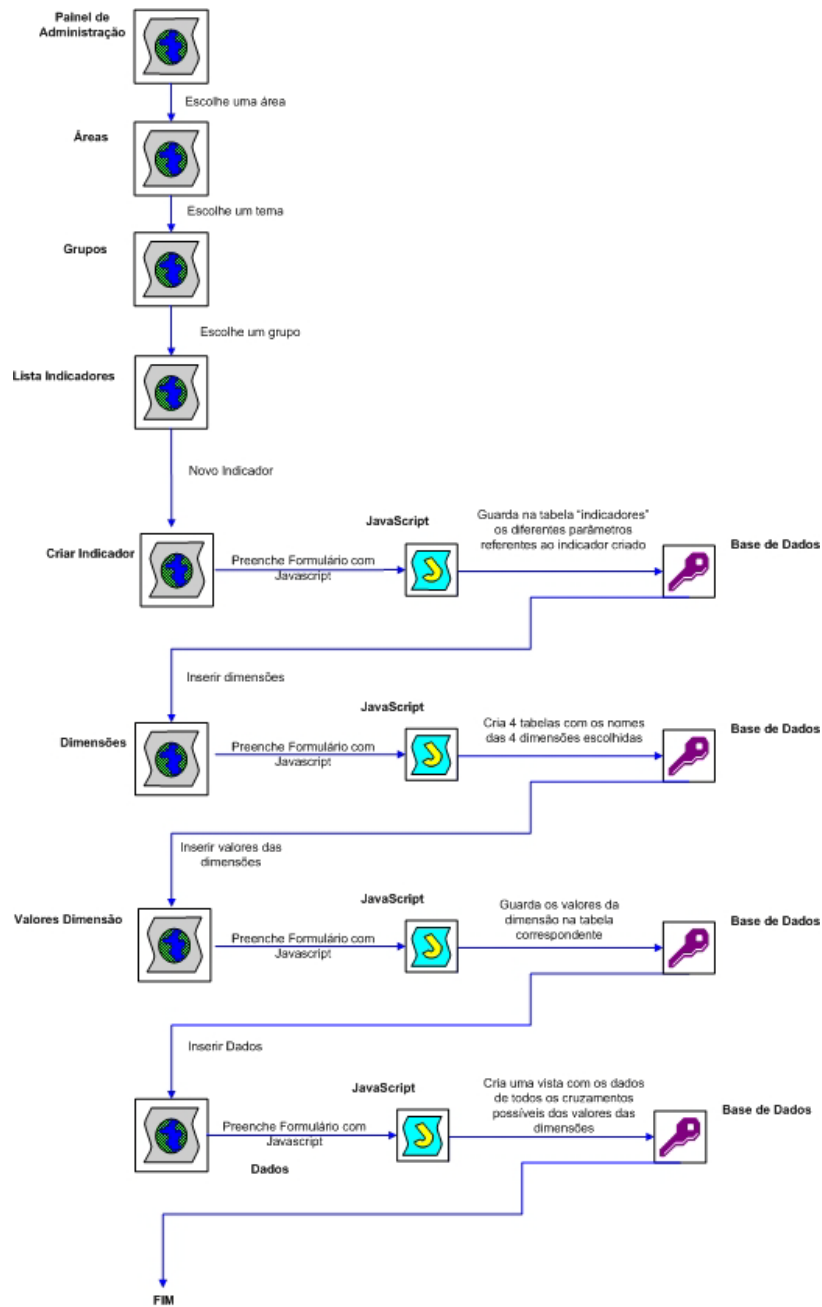 Painel de
Administração
Escolhe uma área
Áreas
Escolhe um tema
Grupos
Escolhe um grupo
Lista Indicadores
Novo Indicador
Criar Indicador
Preenche Formulário com
Javascript
JavaScript
Guarda na tabela "indicadores"
os diferentes parâmetros
referentes ao indicador criado
Base de Dados
Inserir dimensões
Dimensões
Preenche Formulário com
Javascript
JavaScript
Cria 4 tabelas com os nomes
das 4 dimensões escolhidas
Base de Dados
Inserir valores das
dimensões
Valores Dimensão
Preenche Formulário com
Javascript
JavaScript
Guarda os valores da
dimensão na tabela
correspondente
Base de Dados
Inserir Dados
Preenche Formulário com
Javascript
Dados
JavaScript
Cria uma vista com os dados
de todos os cruzamentos
possíveis dos valores das
dimensões
Base de Dados
FIM